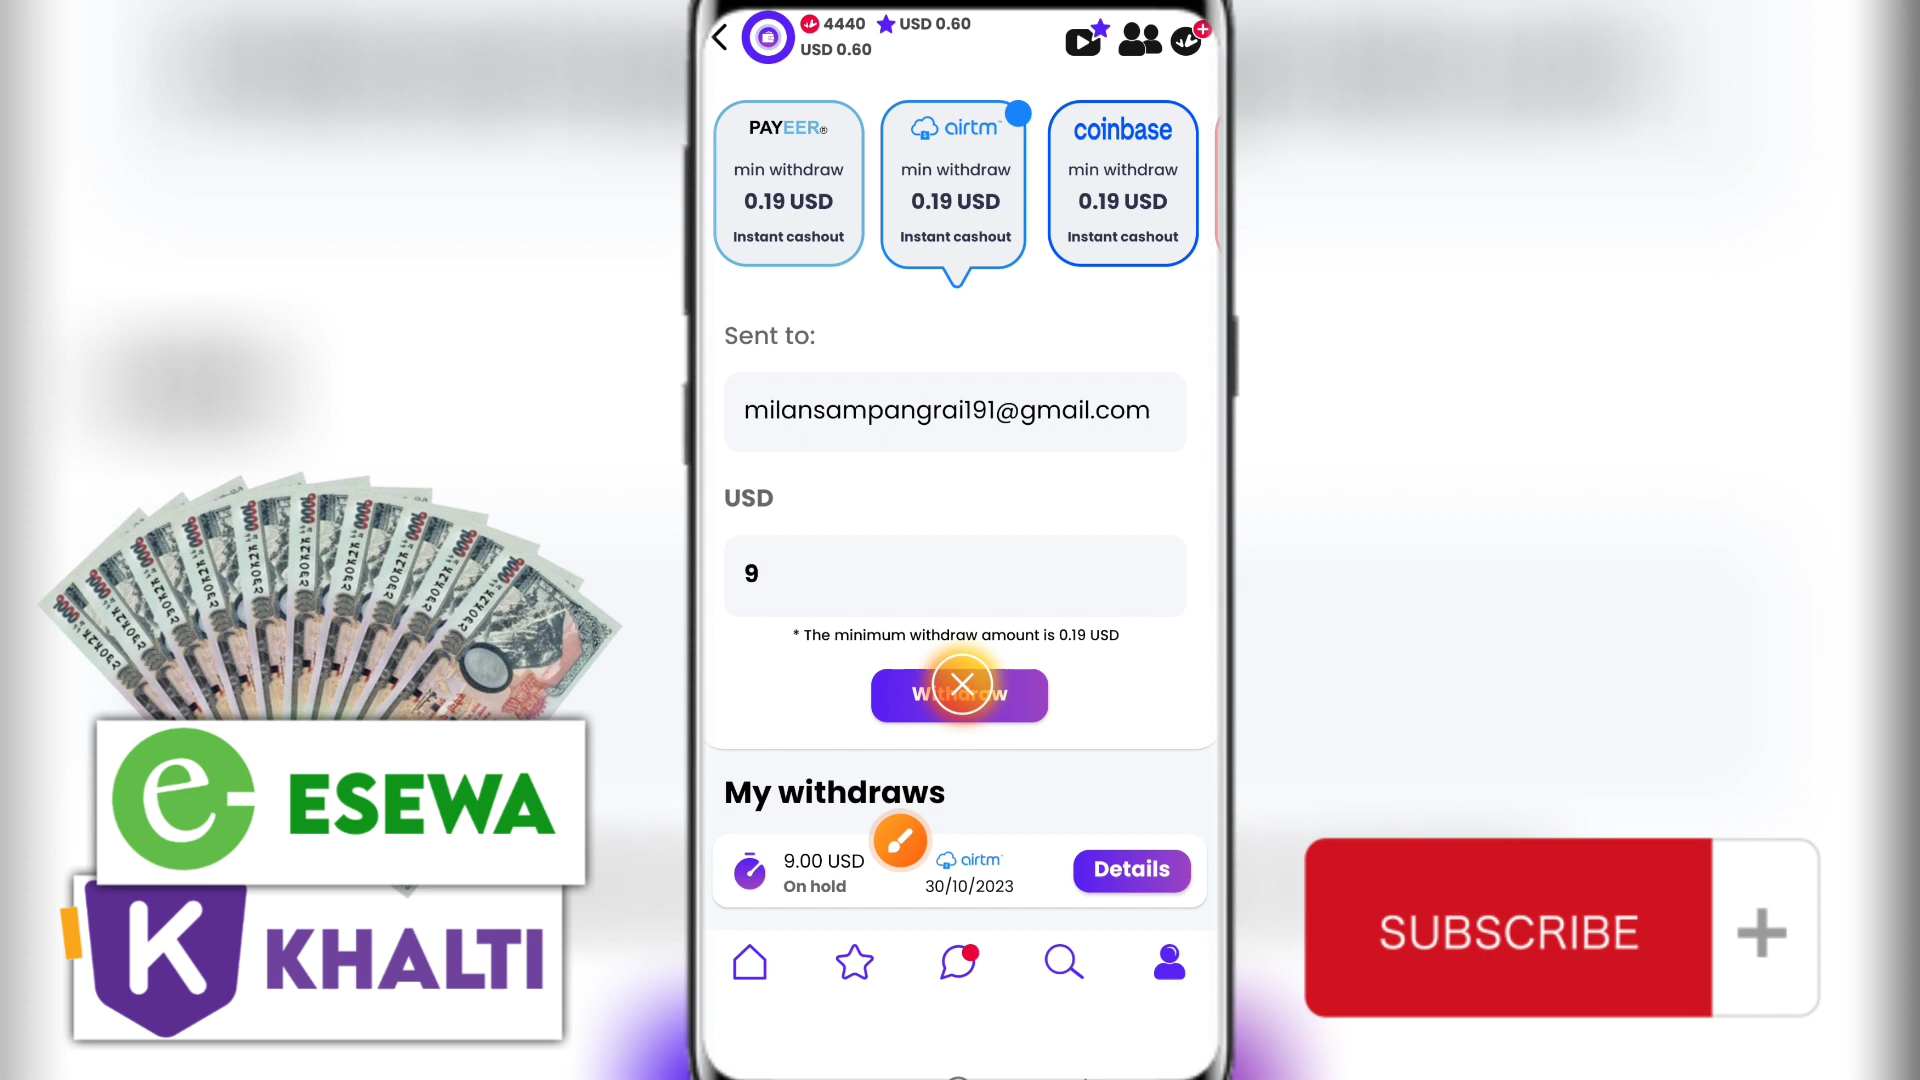 4440 USD 0.60
USD 0.60
PAYEER®
min withdraw
0.19 USD
Instant cashout
airtm
min withdraw
0.19 USD
Instant cashout
coinbase
min withdraw
0.19 USD
Instant cashout
Sent to:
milansampangrai191@gmail.com
USD
9
* The minimum withdraw amount is 0.19 USD
Withdraw
My withdraws
9.00 USD
On hold
airtm
30/10/2023
Details
e ESEWA
K KHALTI
SUBSCRIBE +